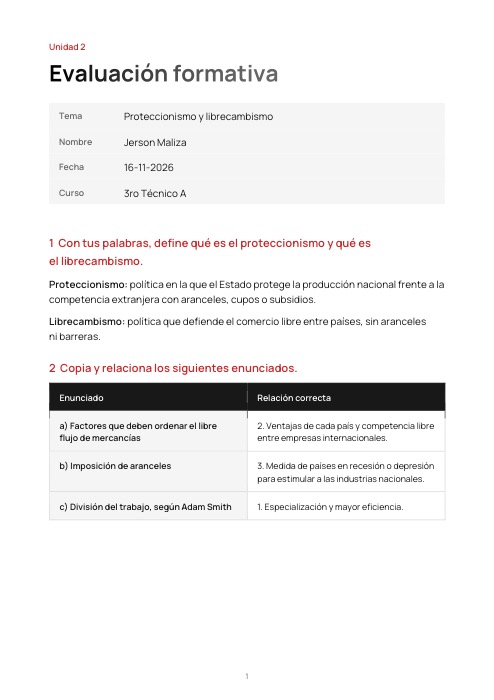 Unidad 2
Evaluación formativa
Tema Proteccionismo y librecambismo
Nombre Jerson Maliza
Fecha 16-11-2026
Curso 3ro Técnico A
1 Con tus palabras, define qué es el proteccionismo y qué es
el librecambismo.
Proteccionismo: política en la que el Estado protege la producción nacional frente a la
competencia extranjera con aranceles, cupos o subsidios.
Librecambismo: política que defiende el comercio libre entre países, sin aranceles
ni barreras.
2 Copia y relaciona los siguientes enunciados.
Enunciado Relación correcta
a) Factores que deben ordenar el libre
flujo de mercancías
2. Ventajas de cada país y competencia libre
entre empresas internacionales.
b) Imposición de aranceles
3. Medida de países en recesión o depresión
para estimular a las industrias nacionales.
c) División del trabajo, según Adam Smith
1. Especialización y mayor eficiencia.
1